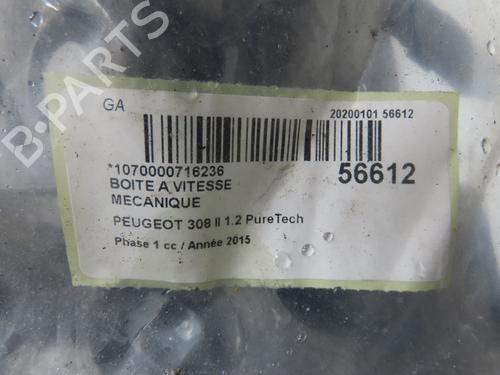 B-PARTS
GA
20200101 56612
*1070000716236
56612
BOITE A VITESSE
MECANIQUE
PEUGEOT 308 II 1.2 PureTech
Phase 1 cc / Année 2015